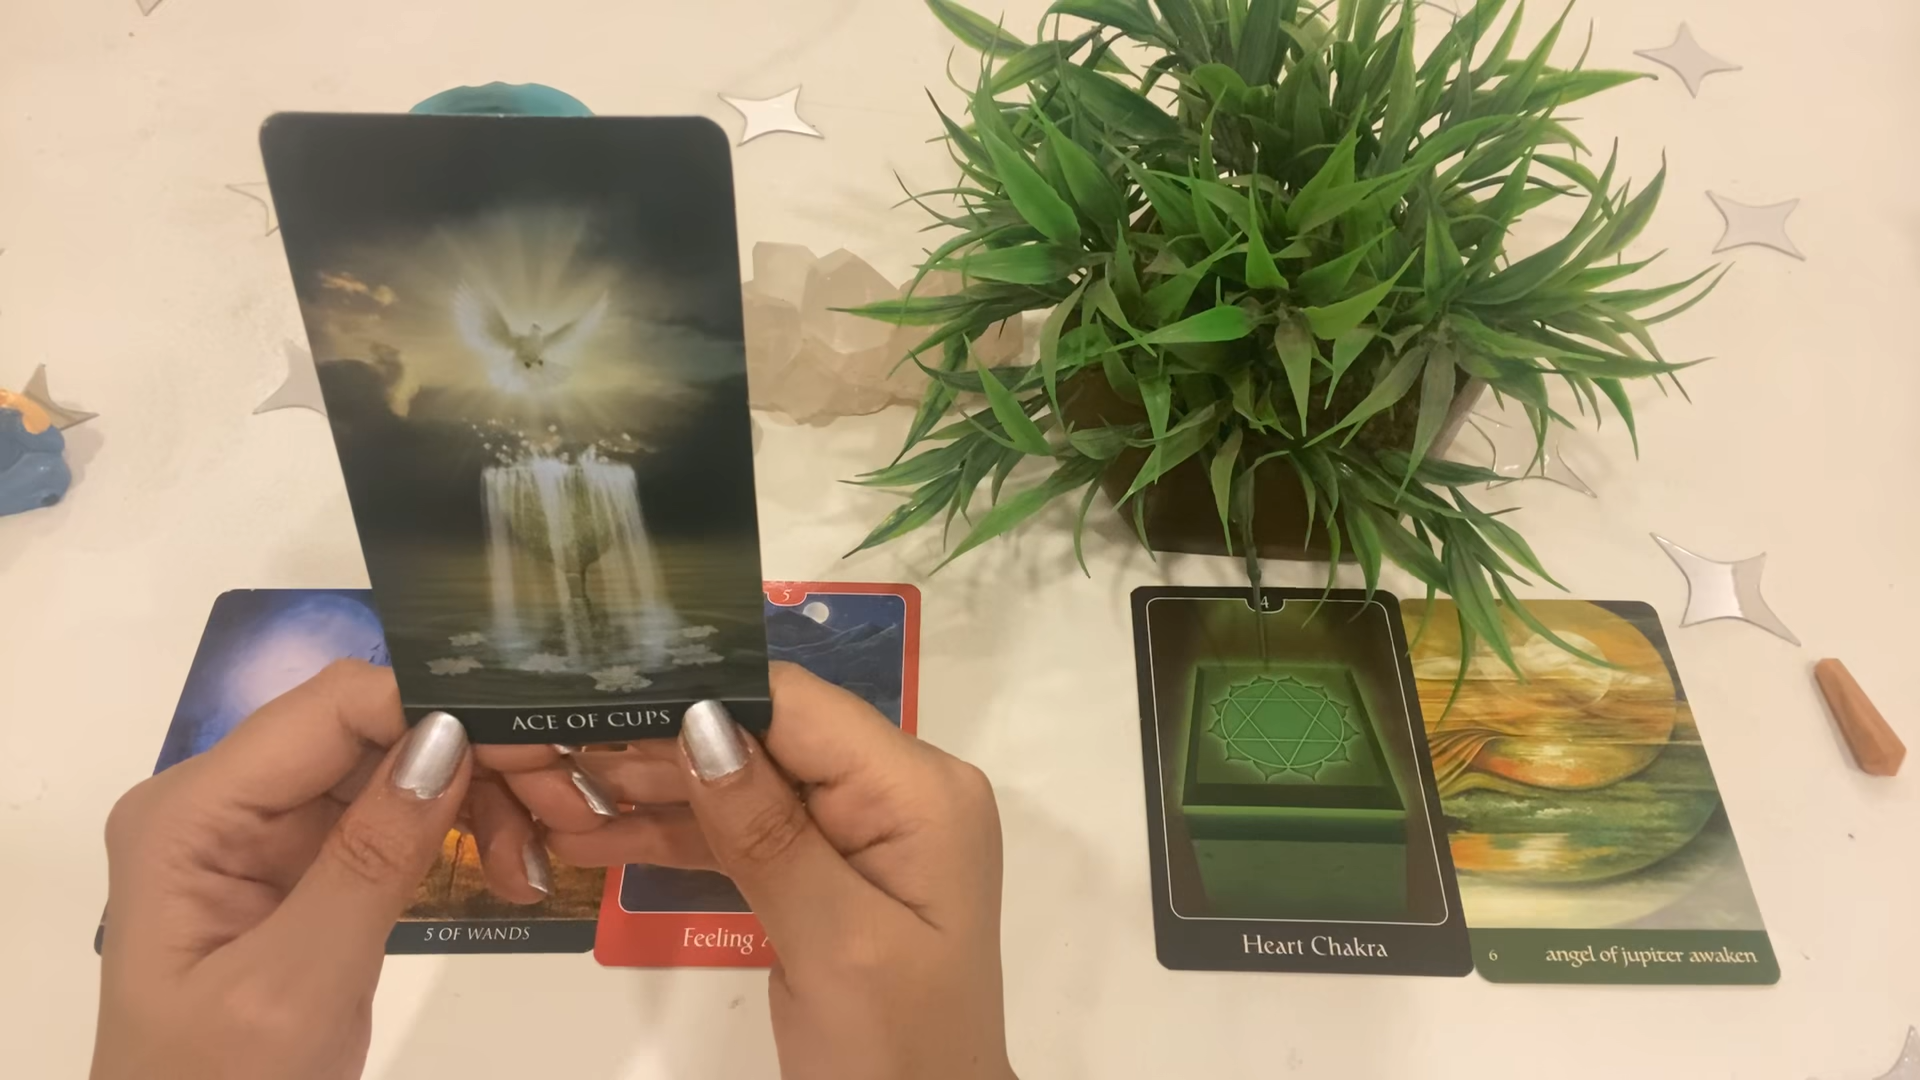 ACE OF CUPS
5
5 OF WANDS
Feeling
4
Heart Chakra
6 angel of jupiter awaken